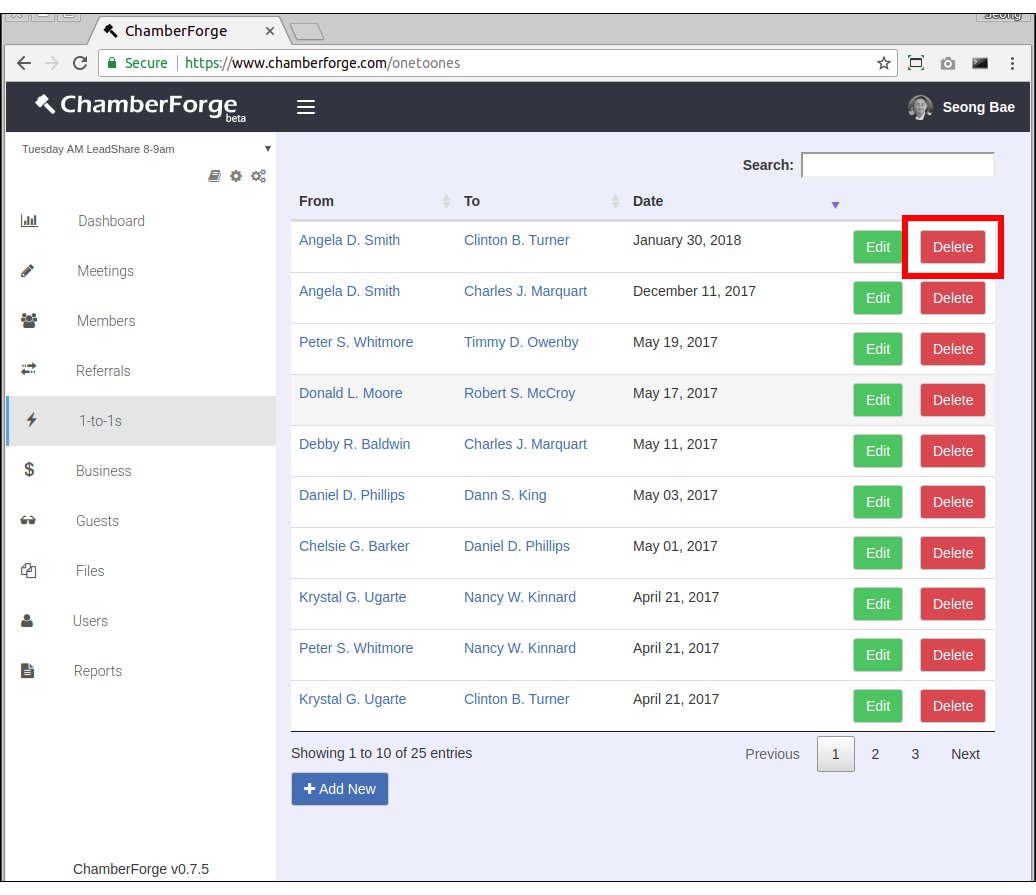 Seong
ChamberForge
Secure https://www.chamberforge.com/onetoones
ChamberForge beta
Seong Bae
Tuesday AM LeadShare 8-9am
Dashboard
Meetings
Members
Referrals
1-to-1s
$ Business
Guests
Files
Users
Reports
ChamberForge v0.7.5
Search:
From To Date
Angela D. Smith Clinton B. Turner January 30, 2018 Edit Delete
Angela D. Smith Charles J. Marquart December 11, 2017 Edit Delete
Peter S. Whitmore Timmy D. Owenby May 19, 2017 Edit Delete
Donald L. Moore Robert S. McCroy May 17, 2017 Edit Delete
Debby R. Baldwin Charles J. Marquart May 11, 2017 Edit Delete
Daniel D. Phillips Dann S. King May 03, 2017 Edit Delete
Chelsie G. Barker Daniel D. Phillips May 01, 2017 Edit Delete
Krystal G. Ugarte Nancy W. Kinnard April 21, 2017 Edit Delete
Peter S. Whitmore Nancy W. Kinnard April 21, 2017 Edit Delete
Krystal G. Ugarte Clinton B. Turner April 21, 2017 Edit Delete
Showing 1 to 10 of 25 entries
Previous 1 2 3 Next
+ Add New